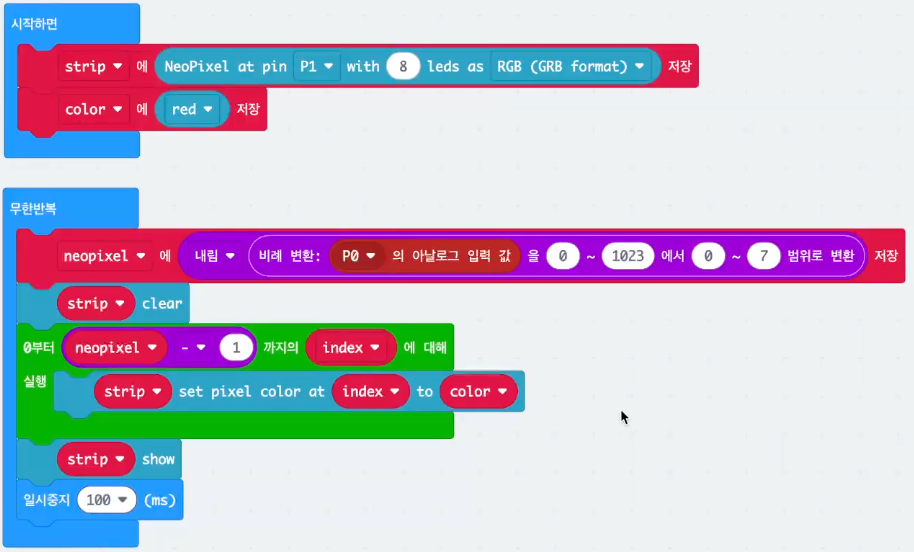 시작하면
strip 에 NeoPixel at pin P1 with 8 leds as RGB (GRB format) 저장
color 에 red 저장
무한반복
neopixel 에 내림 비례 변환: P0 의 아날로그 입력 값 을 0 ~ 1023 에서 0 ~ 7 범위로 변환 저장
strip clear
0부터 neopixel - 1 까지의 index 에 대해
실행 strip set pixel color at index to color
strip show
일시중지 100 (ms)